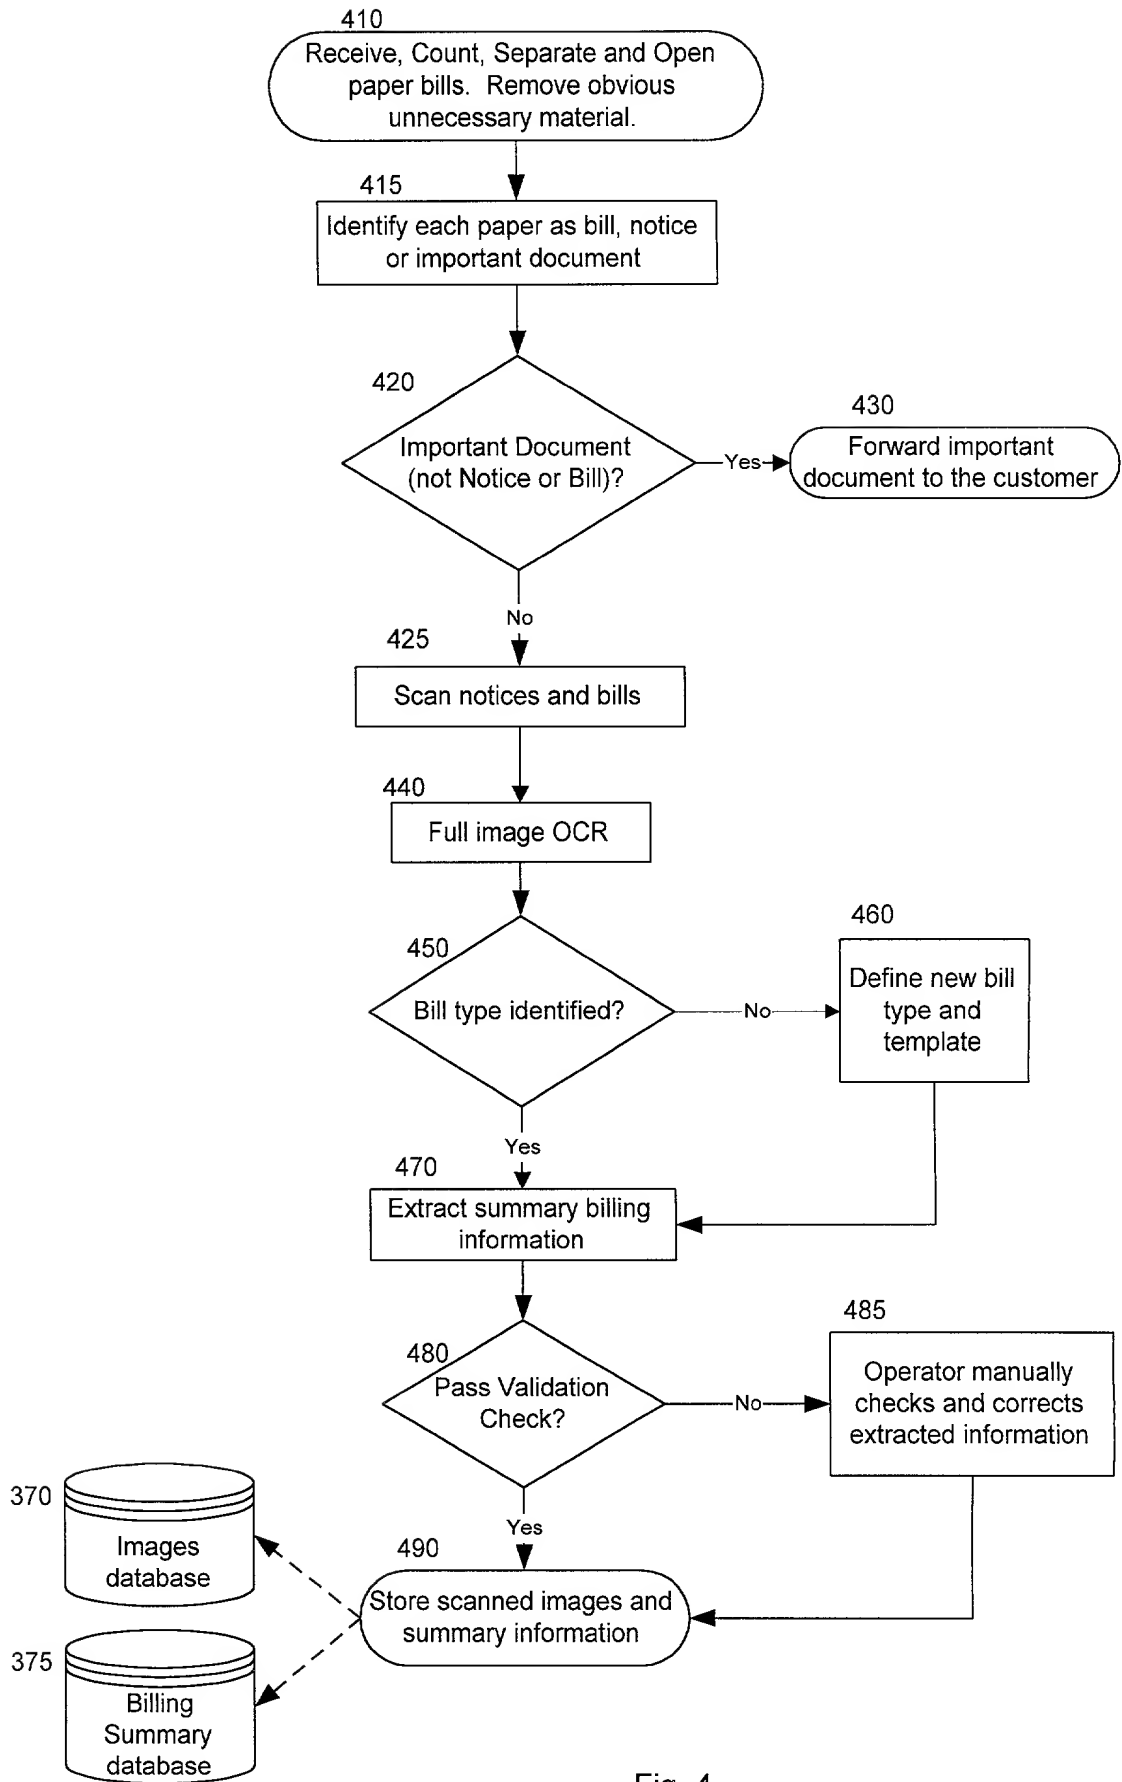 410
Receive, Count, Separate and Open
paper bills. Remove obvious
unnecessary material.
415
Identify each paper as bill, notice
or important document
420
Important Document
(not Notice or Bill)?
Yes
430
Forward important
document to the customer
No
425
Scan notices and bills
440
Full image OCR
450
Bill type identified?
No
460
Define new bill
type and
template
Yes
470
Extract summary billing
information
480
Pass Validation
Check?
No
485
Operator manually
checks and corrects
extracted information
Yes
490
Store scanned images and
summary information
370
Images
database
375
Billing
Summary
database
Fig. 4